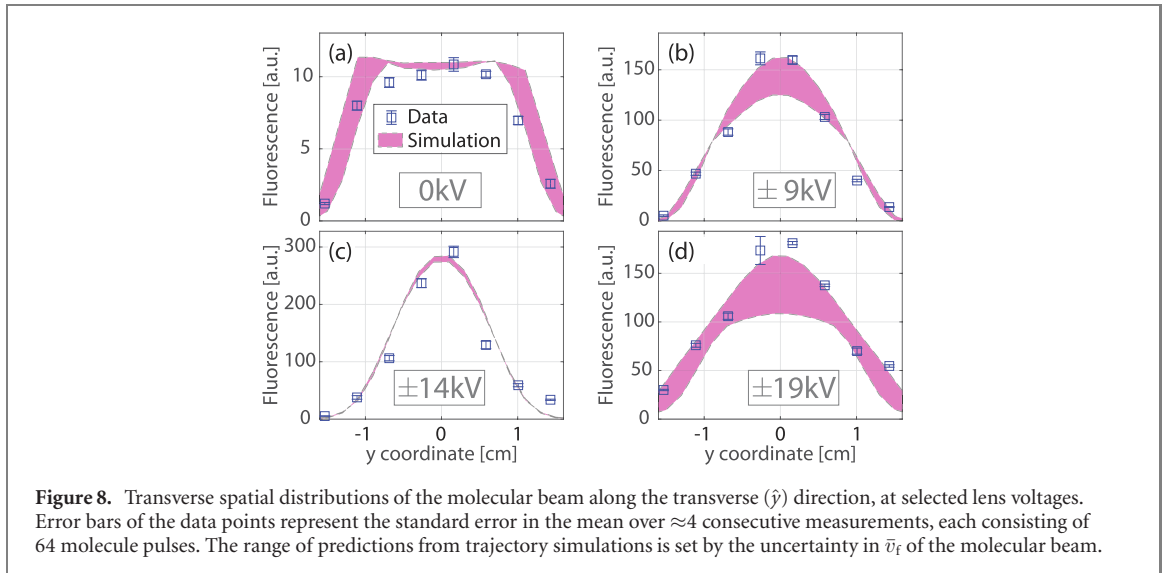 (a)
Fluorescence [a.u.]
10
5
0
Data
Simulation
0kV
(b)
Fluorescence [a.u.]
150
100
50
0
± 9kV
(c)
Fluorescence [a.u.]
300
200
100
0
±14kV
-1 0 1
y coordinate [cm]
(d)
Fluorescence [a.u.]
150
100
50
0
±19kV
-1 0 1
y coordinate [cm]
Figure 8. Transverse spatial distributions of the molecular beam along the transverse (ŷ) direction, at selected lens voltages.
Error bars of the data points represent the standard error in the mean over ≈4 consecutive measurements, each consisting of
64 molecule pulses. The range of predictions from trajectory simulations is set by the uncertainty in v̄f of the molecular beam.